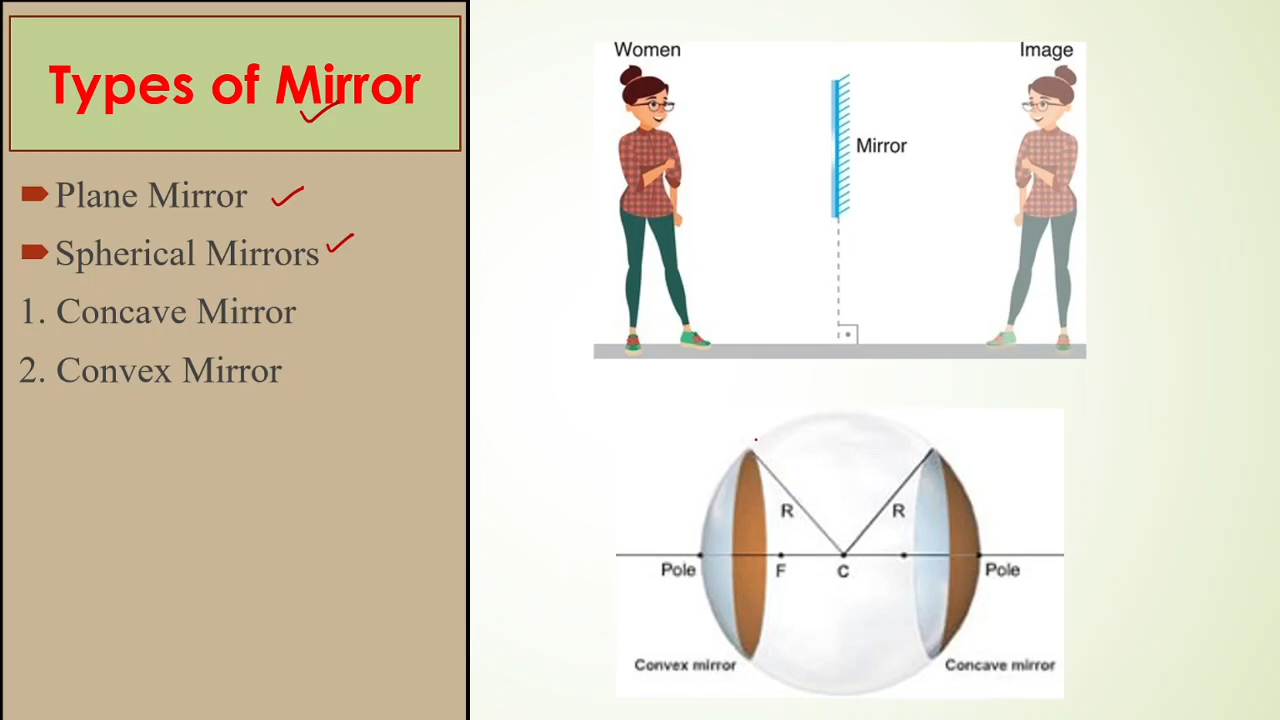 Types of Mirror
Plane Mirror
Spherical Mirrors
1. Concave Mirror
2. Convex Mirror
Women
Image
Mirror
R
R
Pole
F
C
Pole
Convex mirror
Concave mirror